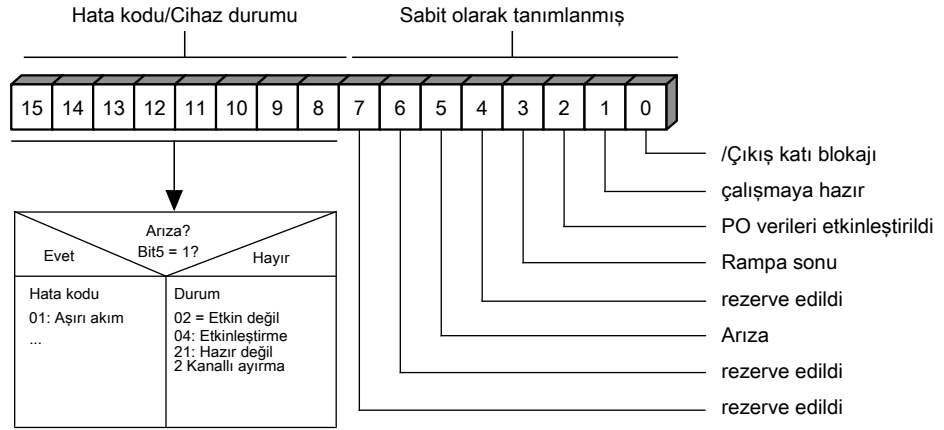 Hata kodu/Cihaz durumu
Sabit olarak tanımlanmış
15 14 13 12 11 10 9 8 7 6 5 4 3 2 1 0
/Çıkış katı blokajı
çalışmaya hazır
PO verileri etkinleştirildi
Rampa sonu
rezerve edildi
Arıza
rezerve edildi
rezerve edildi
Arıza?
Bit5 = 1?
Evet
Hayır
Hata kodu
01: Aşırı akım
...
Durum
02 = Etkin değil
04: Etkinleştirme
21: Hazır değil
2 Kanallı ayırma